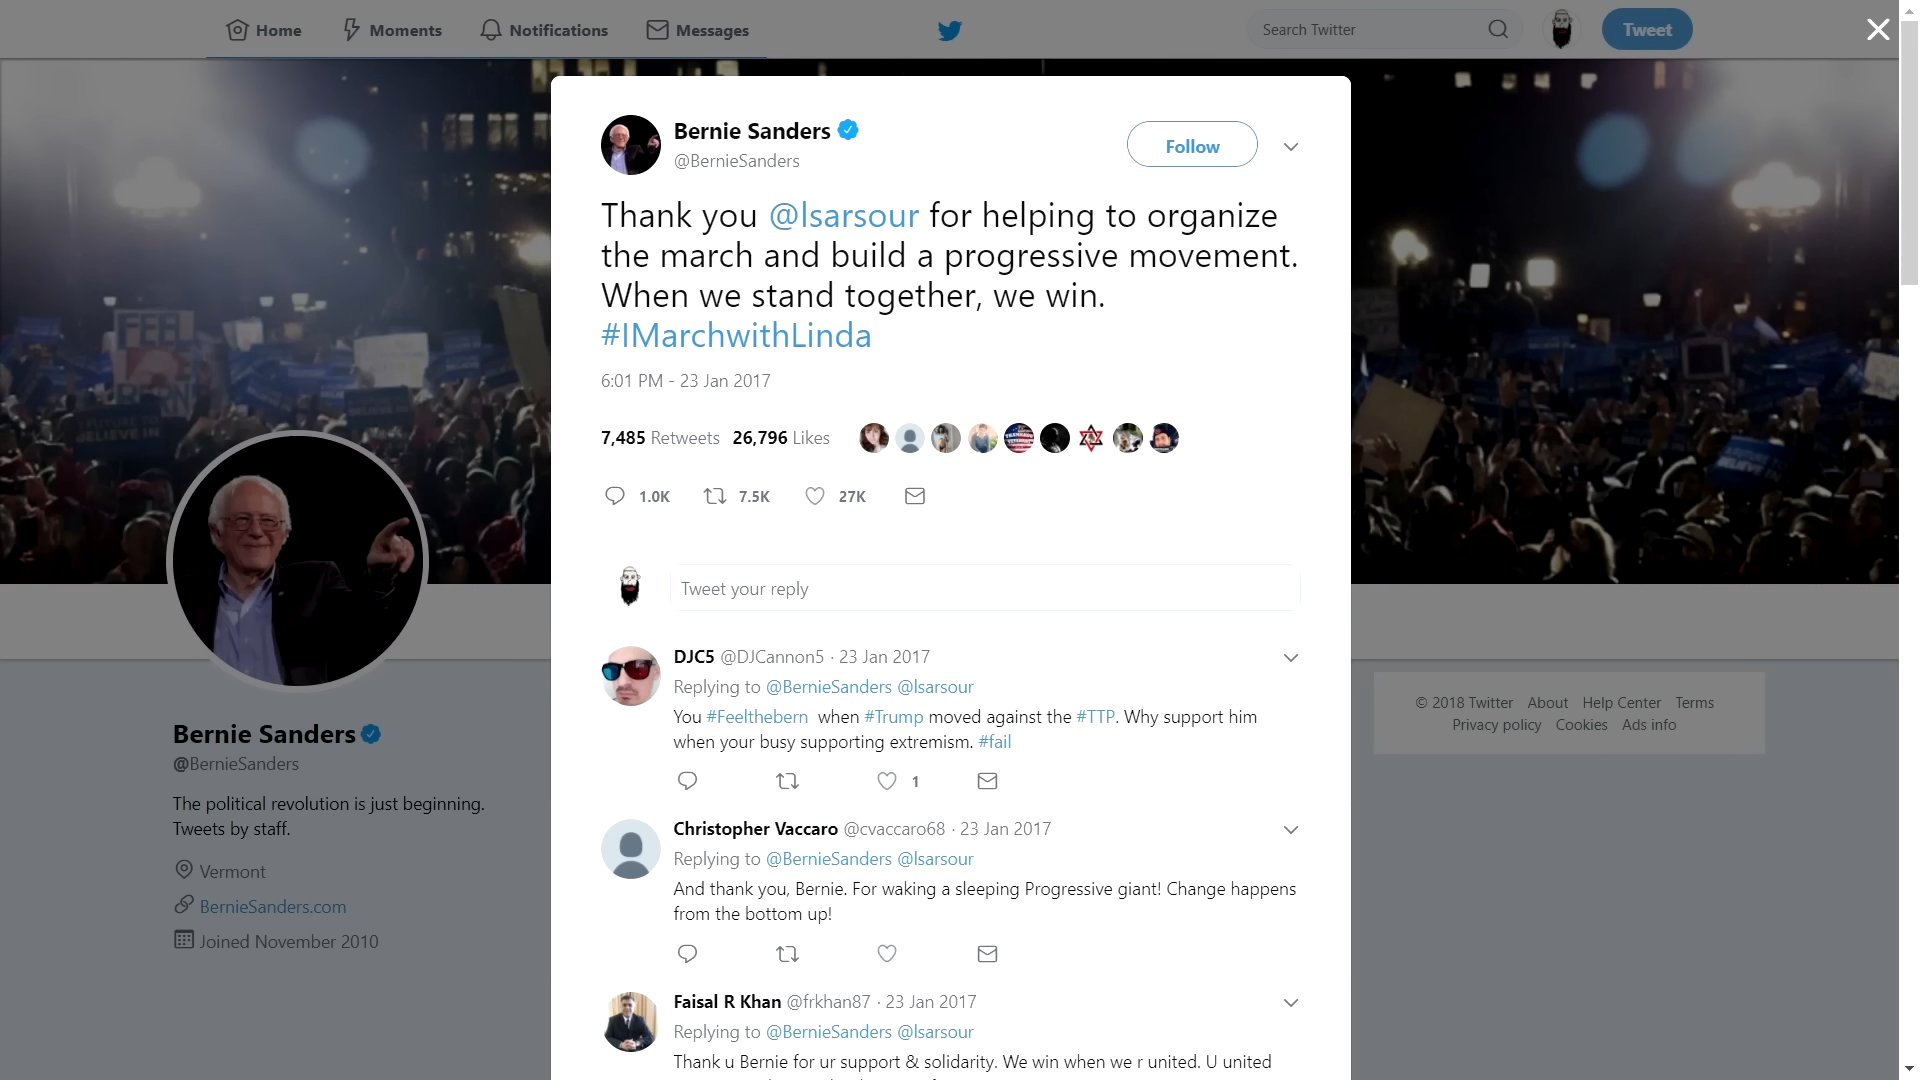 Home
Moments
Notifications
Messages
Search Twitter
Tweet
Bernie Sanders
@BernieSanders
Follow
Thank you @lsarsour for helping to organize
the march and build a progressive movement.
When we stand together, we win.
#IMarchwithLinda
6:01 PM - 23 Jan 2017
7,485 Retweets 26,796 Likes
1.0K 7.5K 27K
Tweet your reply
DJC5 @DJCannon5 · 23 Jan 2017
Replying to @BernieSanders @lsarsour
You #Feelthebern when #Trump moved against the #TTP. Why support him
when your busy supporting extremism. #fail
1
Christopher Vaccaro @cvaccaro68 · 23 Jan 2017
Replying to @BernieSanders @lsarsour
And thank you, Bernie. For waking a sleeping Progressive giant! Change happens
from the bottom up!
Faisal R Khan @frkhan87 · 23 Jan 2017
Replying to @BernieSanders @lsarsour
Thank u Bernie for ur support & solidarity. We win when we r united. U united
Bernie Sanders
@BernieSanders
The political revolution is just beginning.
Tweets by staff.
Vermont
BernieSanders.com
Joined November 2010
© 2018 Twitter About Help Center Terms
Privacy policy Cookies Ads info